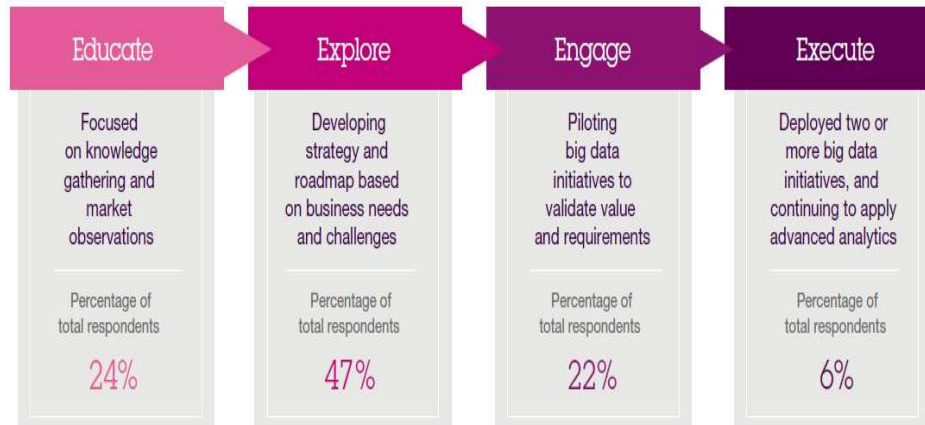 Educate
Focused
on knowledge
gathering and
market
observations
Percentage of
total respondents
24%
Explore
Developing
strategy and
roadmap based
on business needs
and challenges
Percentage of
total respondents
47%
Engage
Piloting
big data
initiatives to
validate value
and requirements
Percentage of
total respondents
22%
Execute
Deployed two or
more big data
initiatives, and
continuing to apply
advanced analytics
Percentage of
total respondents
6%